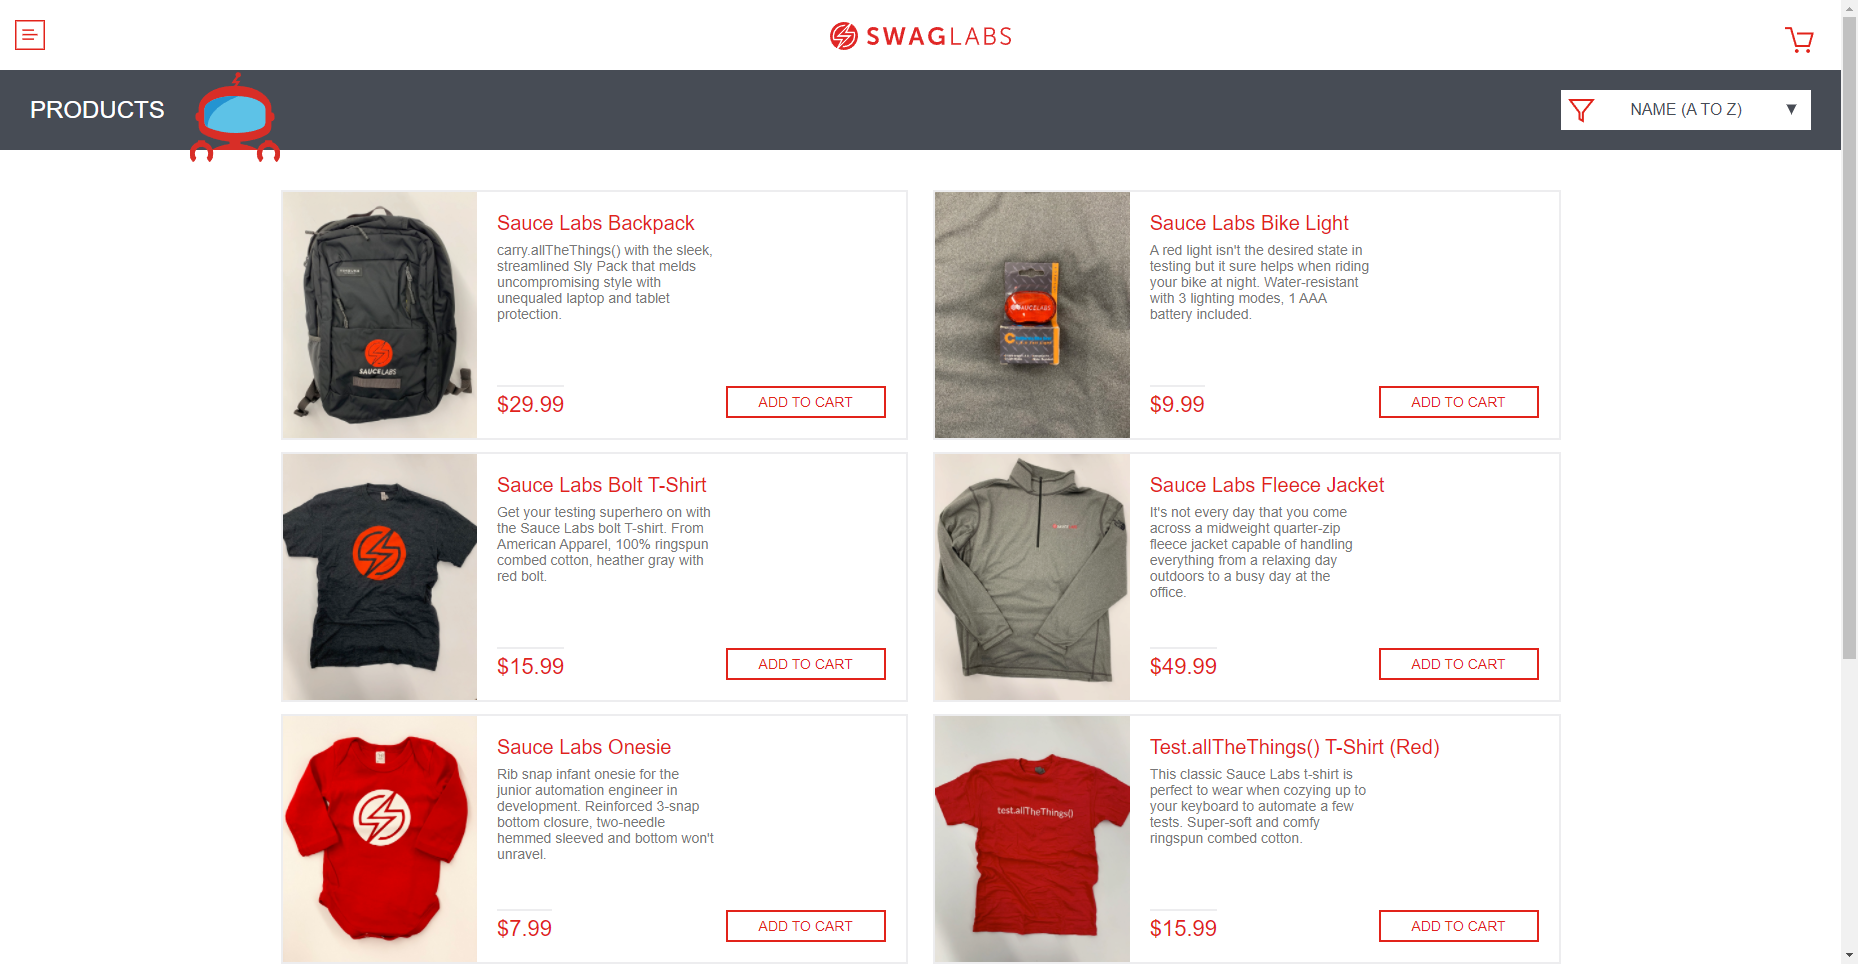 SWAGLABS
PRODUCTS
NAME (A TO Z)
Sauce Labs Backpack
carry.allTheThings() with the sleek,
streamlined Sly Pack that melds
uncompromising style with
unequaled laptop and tablet
protection.
SAUCELABS
$29.99
ADD TO CART
Sauce Labs Bike Light
A red light isn't the desired state in
testing but it sure helps when riding
your bike at night. Water-resistant
with 3 lighting modes, 1 AAA
battery included.
SAUCELABS
$9.99
ADD TO CART
Sauce Labs Bolt T-Shirt
Get your testing superhero on with
the Sauce Labs bolt T-shirt. From
American Apparel, 100% ringspun
combed cotton, heather gray with
red bolt.
$15.99
ADD TO CART
Sauce Labs Fleece Jacket
It's not every day that you come
across a midweight quarter-zip
fleece jacket capable of handling
everything from a relaxing day
outdoors to a busy day at the
office.
$49.99
ADD TO CART
Sauce Labs Onesie
Rib snap infant onesie for the
junior automation engineer in
development. Reinforced 3-snap
bottom closure, two-needle
hemmed sleeved and bottom won't
unravel.
$7.99
ADD TO CART
Test.allTheThings() T-Shirt (Red)
This classic Sauce Labs t-shirt is
perfect to wear when cozying up to
your keyboard to automate a few
tests. Super-soft and comfy
ringspun combed cotton.
test.allTheThings()
$15.99
ADD TO CART